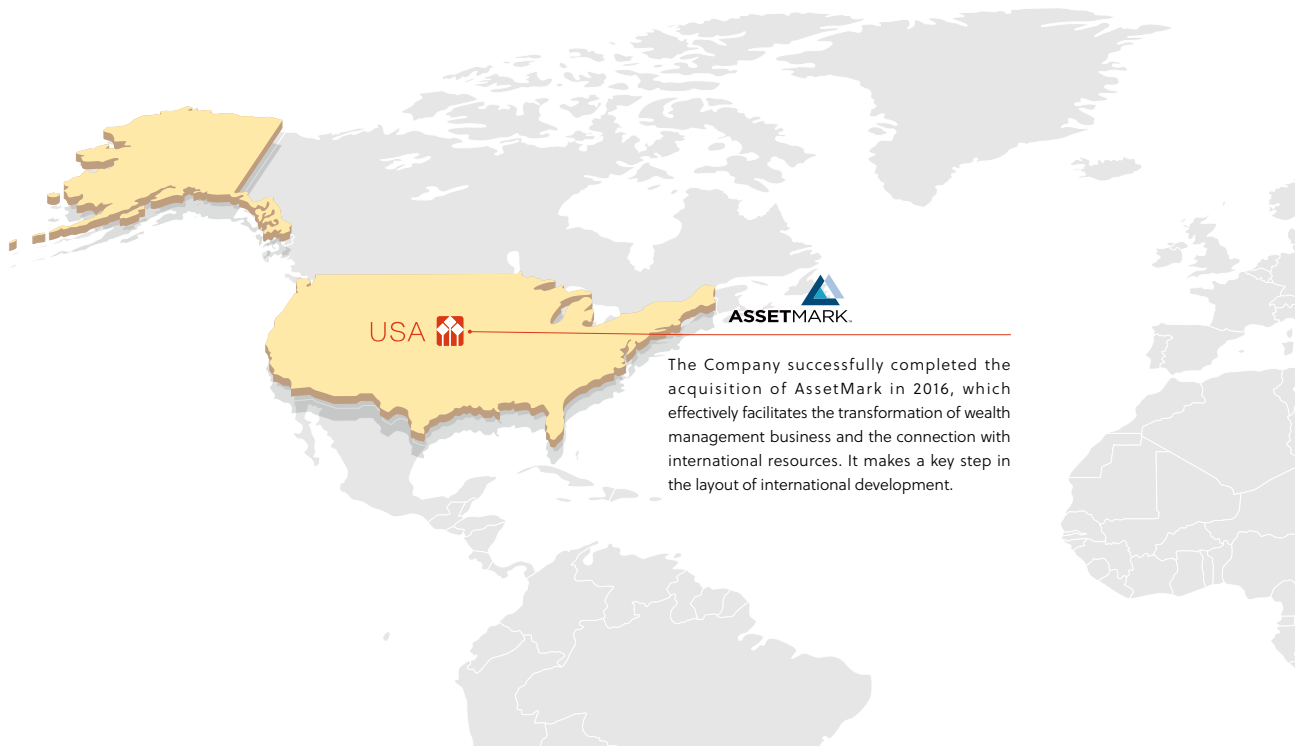 USA
ASSETMARK™
The Company successfully completed the
acquisition of AssetMark in 2016, which
effectively facilitates the transformation of wealth
management business and the connection with
international resources. It makes a key step in
the layout of international development.